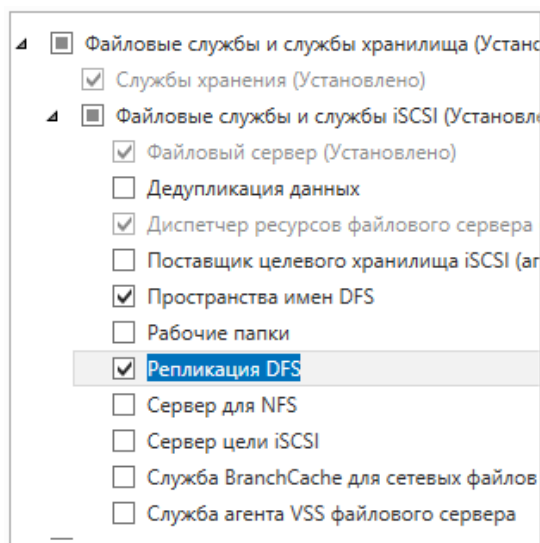 Файловые службы и службы хранилища (Устано
Службы хранения (Установлено)
Файловые службы и службы iSCSI (Установл
Файловый сервер (Установлено)
Дедупликация данных
Диспетчер ресурсов файлового сервера
Поставщик целевого хранилища iSCSI (ап
Пространства имен DFS
Рабочие папки
Репликация DFS
Сервер для NFS
Сервер цели iSCSI
Служба BranchCache для сетевых файлов
Служба агента VSS файлового сервера